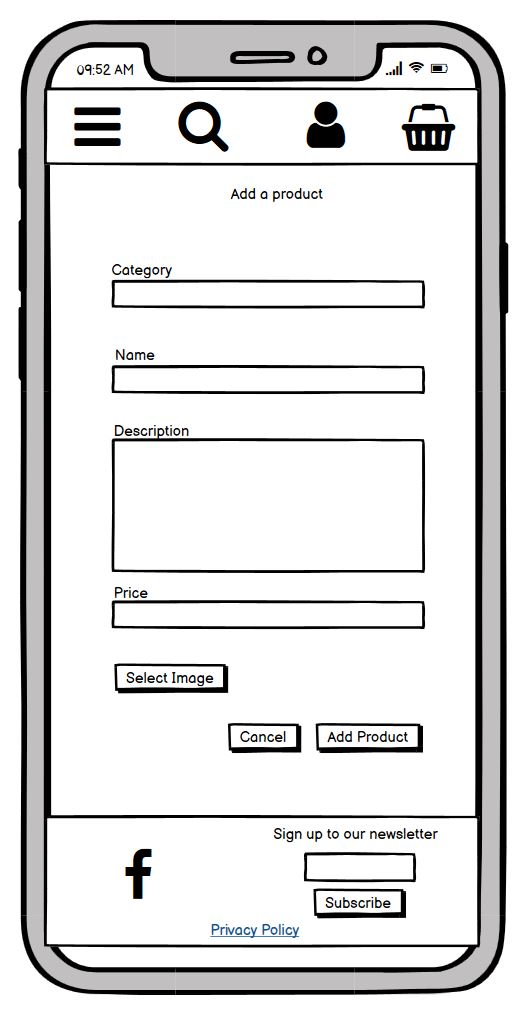 09:52 AM
Add a product
Category
Name
Description
Price
Select Image
Cancel
Add Product
Sign up to our newsletter
Subscribe
Privacy Policy